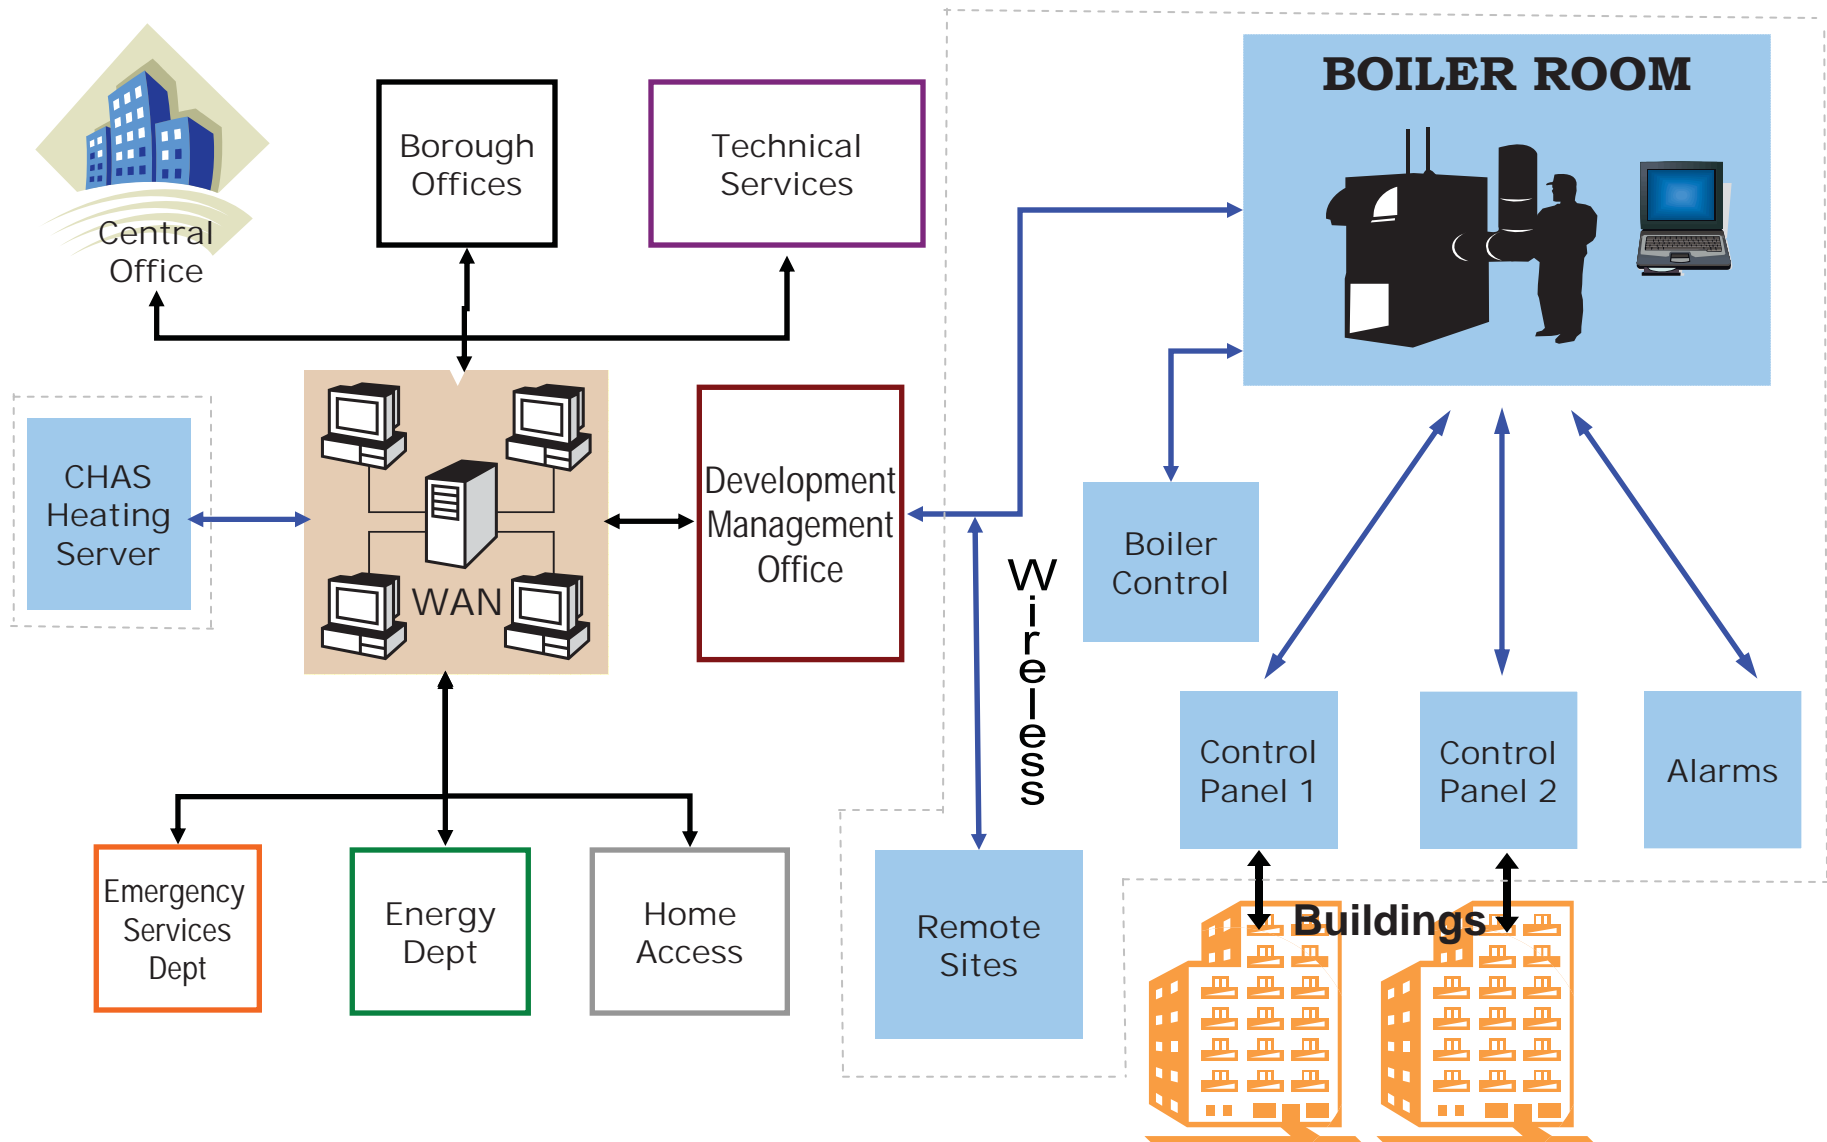 BOILER ROOM
Borough
Offices
Technical
Services
Central
Office
CHAS
Heating
Server
WAN
Development
Management
Office
Wireless
Boiler
Control
Control
Panel 1
Control
Panel 2
Alarms
Emergency
Services
Dept
Energy
Dept
Home
Access
Remote
Sites
Buildings